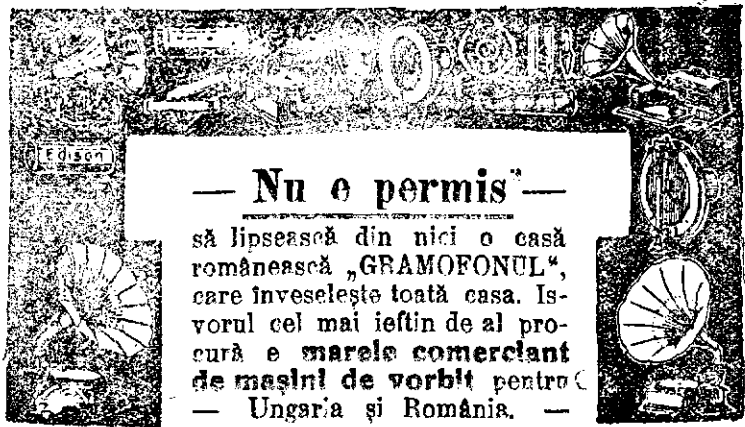 Edison
— Nu e permis —
să lipsească din nici o casă
românească „GRAMOFONUL“,
care înveselește toată casa. Is-
vorul cel mai ieftin de al pro-
cură e marele comerciant
de mașini de vorbit pentru
— Ungaria și România. —